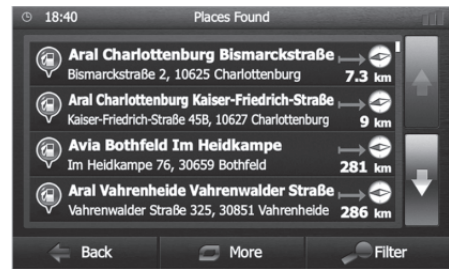 18:40 Places Found
Aral Charlottenburg Bismarckstraße
Bismarckstraße 2, 10625 Charlottenburg 7.3 km
Aral Charlottenburg Kaiser-Friedrich-Straße
Kaiser-Friedrich-Straße 45B, 10627 Charlottenburg 9 km
Avia Bothfeld Im Heidkampe
Im Heidkampe 76, 30659 Bothfeld 281 km
Aral Vahrenheide Vahrenwalder Straße
Vahrenwalder Straße 325, 30851 Vahrenheide 286 km
Back More Filter